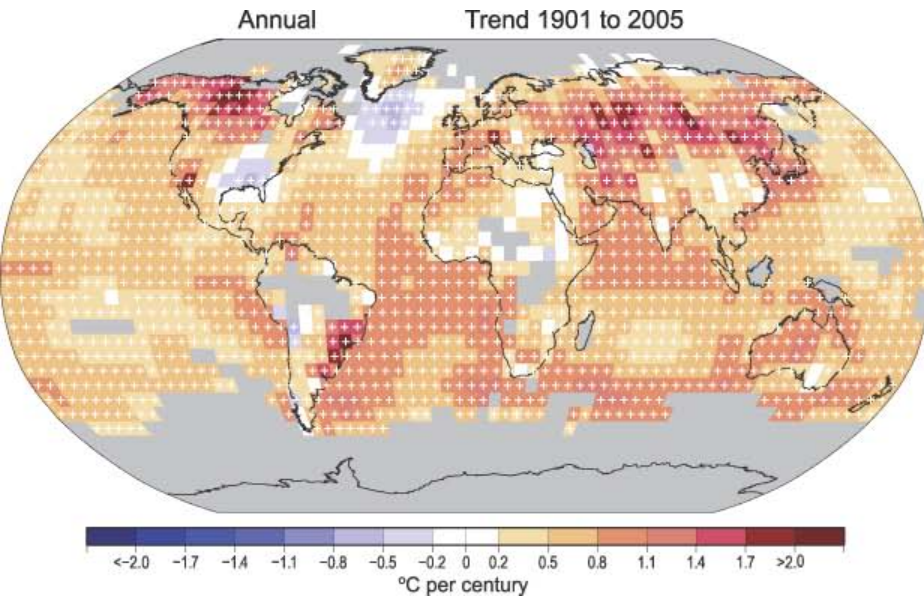 Annual Trend 1901 to 2005
<–2.0 –1.7 –1.4 –1.1 –0.8 –0.5 –0.2 0 0.2 0.5 0.8 1.1 1.4 1.7 >2.0
ºC per century